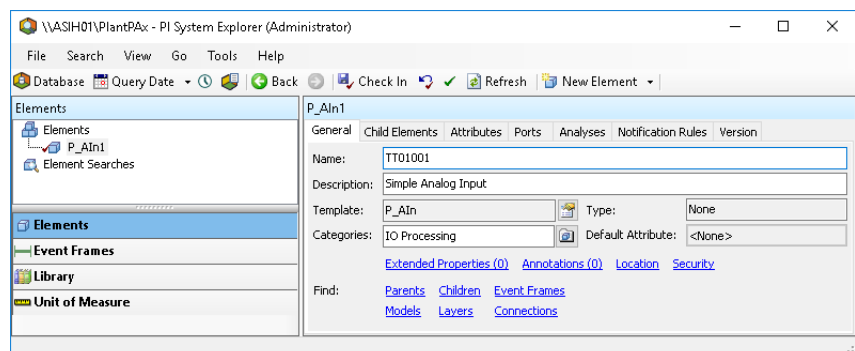 \\ASIH01\PlantPAx - PI System Explorer (Administrator)
File Search View Go Tools Help
Database Query Date Back Check In Refresh New Element
Elements
Elements
P_AIn1
Element Searches
Elements
Event Frames
Library
Unit of Measure
P_AIn1
General Child Elements Attributes Ports Analyses Notification Rules Version
Name: TT01001
Description: Simple Analog Input
Template: P_AIn Type: None
Categories: IO Processing Default Attribute: <None>
Extended Properties (0) Annotations (0) Location Security
Find: Parents Children Event Frames
Models Layers Connections